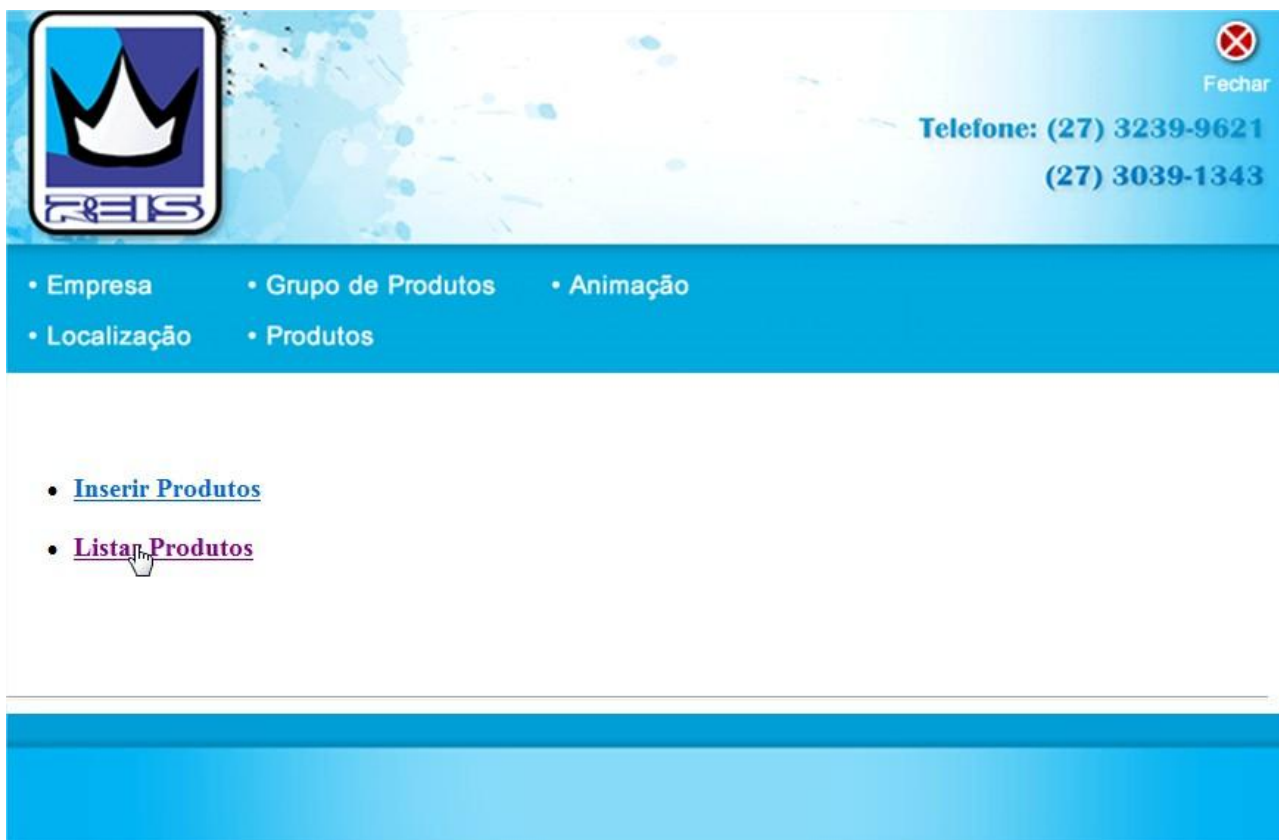 REIS
Fechar
Telefone: (27) 3239-9621
(27) 3039-1343
• Empresa • Grupo de Produtos • Animação
• Localização • Produtos
• Inserir Produtos
• Listar Produtos